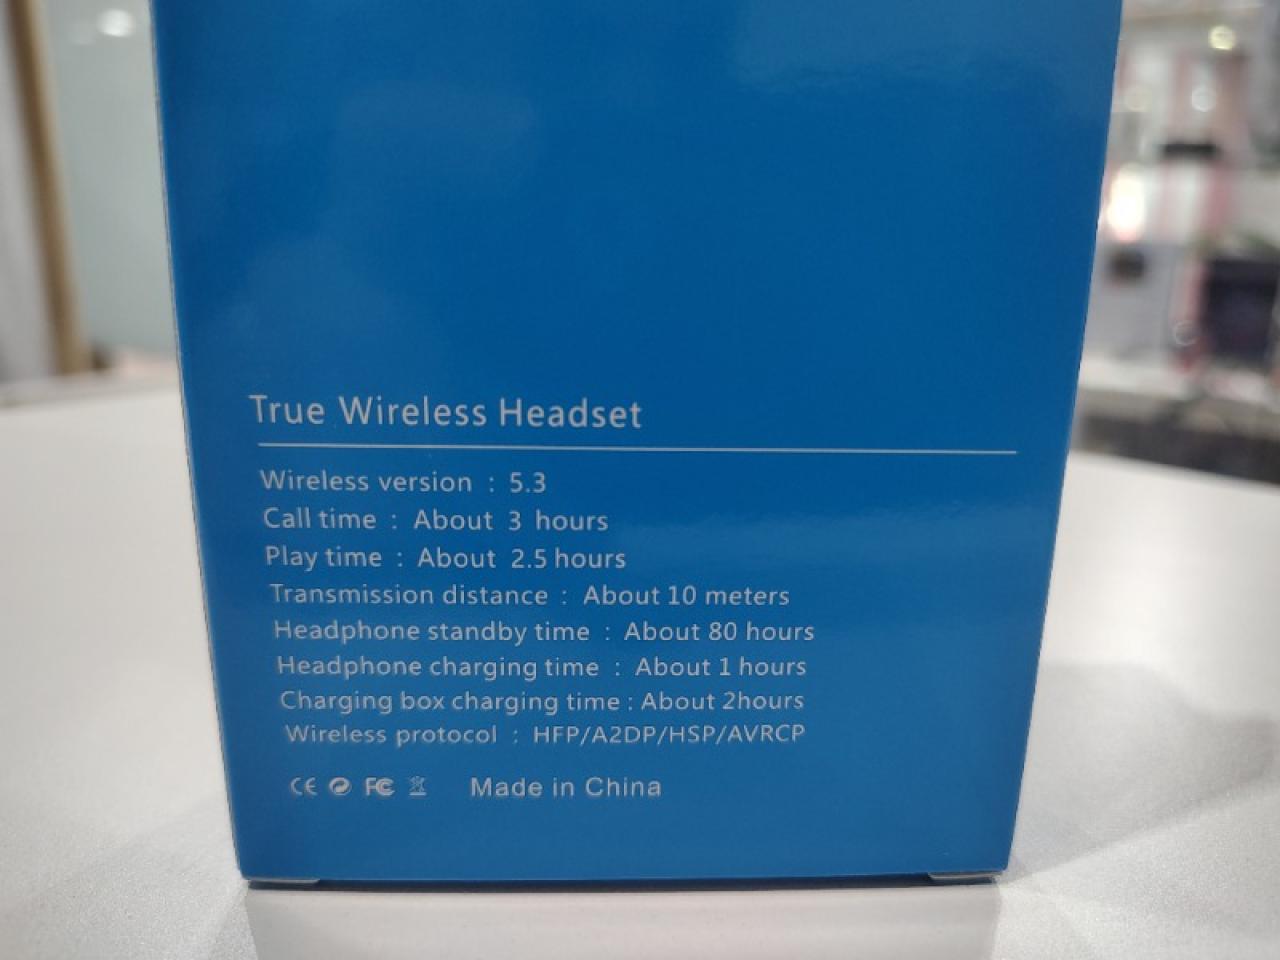 True Wireless Headset
Wireless version : 5.3
Call time : About 3 hours
Play time : About 2.5 hours
Transmission distance : About 10 meters
Headphone standby time : About 80 hours
Headphone charging time : About 1 hours
Charging box charging time : About 2hours
Wireless protocol : HFP/A2DP/HSP/AVRCP
CE FC Made in China